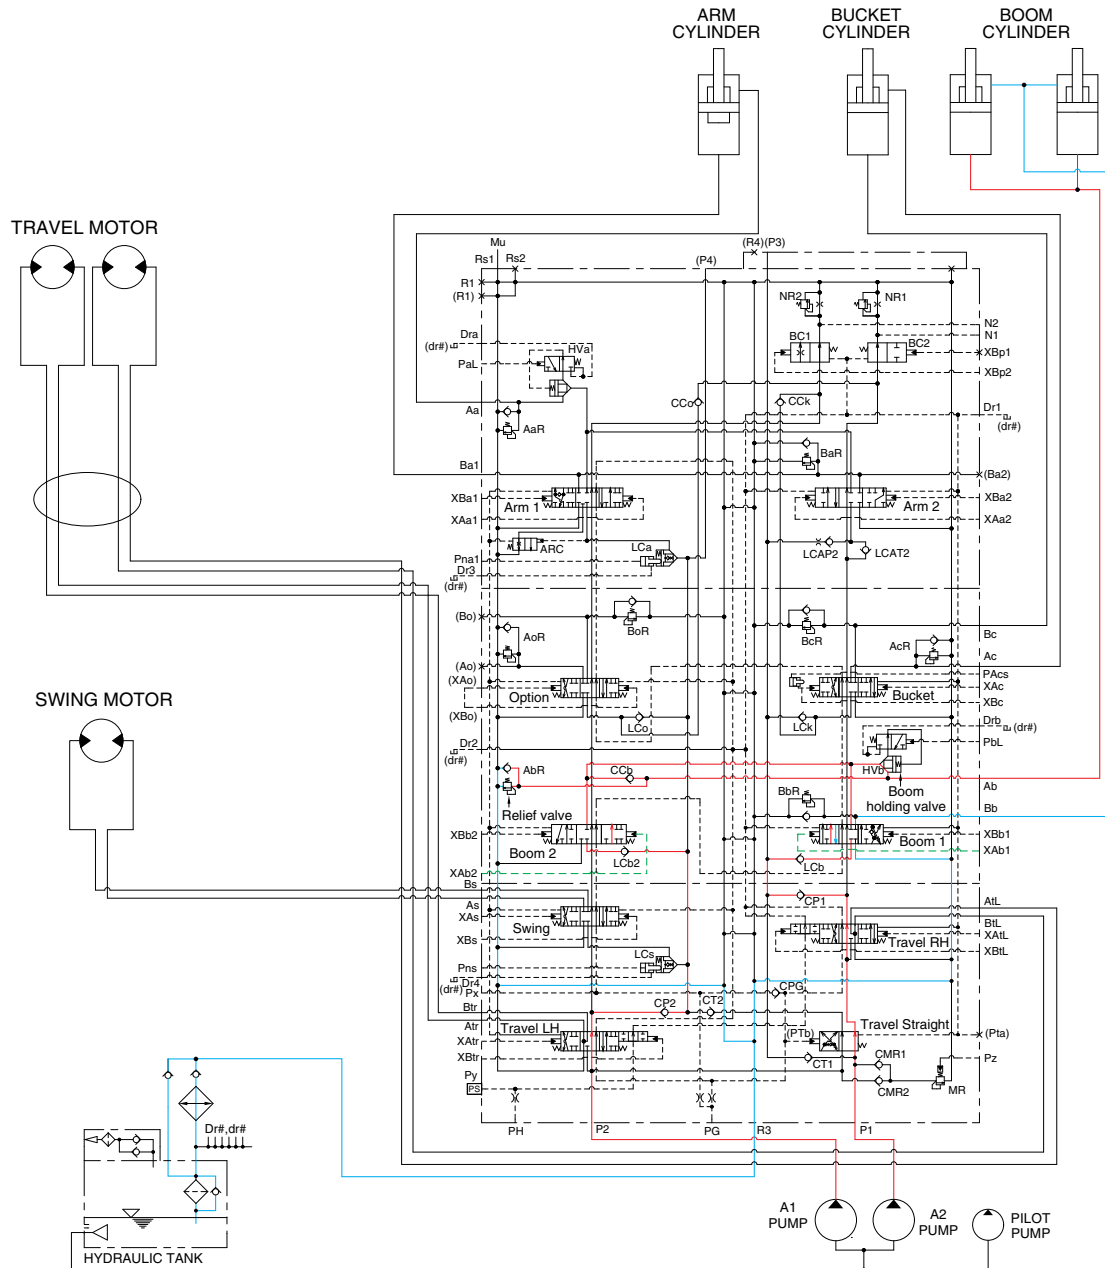 ARM
CYLINDER
BUCKET
CYLINDER
BOOM
CYLINDER
TRAVEL MOTOR
Mu
(R4)(P3)
Rs1
Rs2
(P4)
R1
(R1)
NR2
NR1
Dra
(dr#)
HVa
N2
N1
PaL
BC1
BC2
XBp1
XBp2
CCo
CCk
Aa
AaR
Dr1
(dr#)
BaR
Ba1
(Ba2)
XBa1
Arm 1
Arm 2
XBa2
XAa1
XAa2
ARC
LCa
LCAP2
LCAT2
Pna1
Dr3
(dr#)
(Bo)
BoR
BcR
Bc
AoR
AcR
Ac
(Ao)
PAcs
(XAo)
XAc
Option
Bucket
XBc
SWING MOTOR
(XBo)
LCo
LCk
Drb
(dr#)
Dr2
(dr#)
PbL
AbR
CCb
HVb
Ab
Boom
holding valve
BbR
Bb
Relief valve
XBb2
Boom 2
Boom 1
XBb1
XAb1
LCb2
LCb
XAb2
Bs
CP1
As
AtL
XAs
Swing
BtL
XAtL
Travel RH
XBs
XBtL
LCs
Pns
Dr4
(dr#)
Px
CPG
Btr
CP2
CT2
Atr
Travel LH
Travel Straight
(PTb)
(Pta)
XAtr
XBtr
CT1
CMR1
Pz
Py
PS
CMR2
MR
PH
P2
PG
R3
P1
Dr#,dr#
A1
PUMP
A2
PUMP
PILOT
PUMP
HYDRAULIC TANK